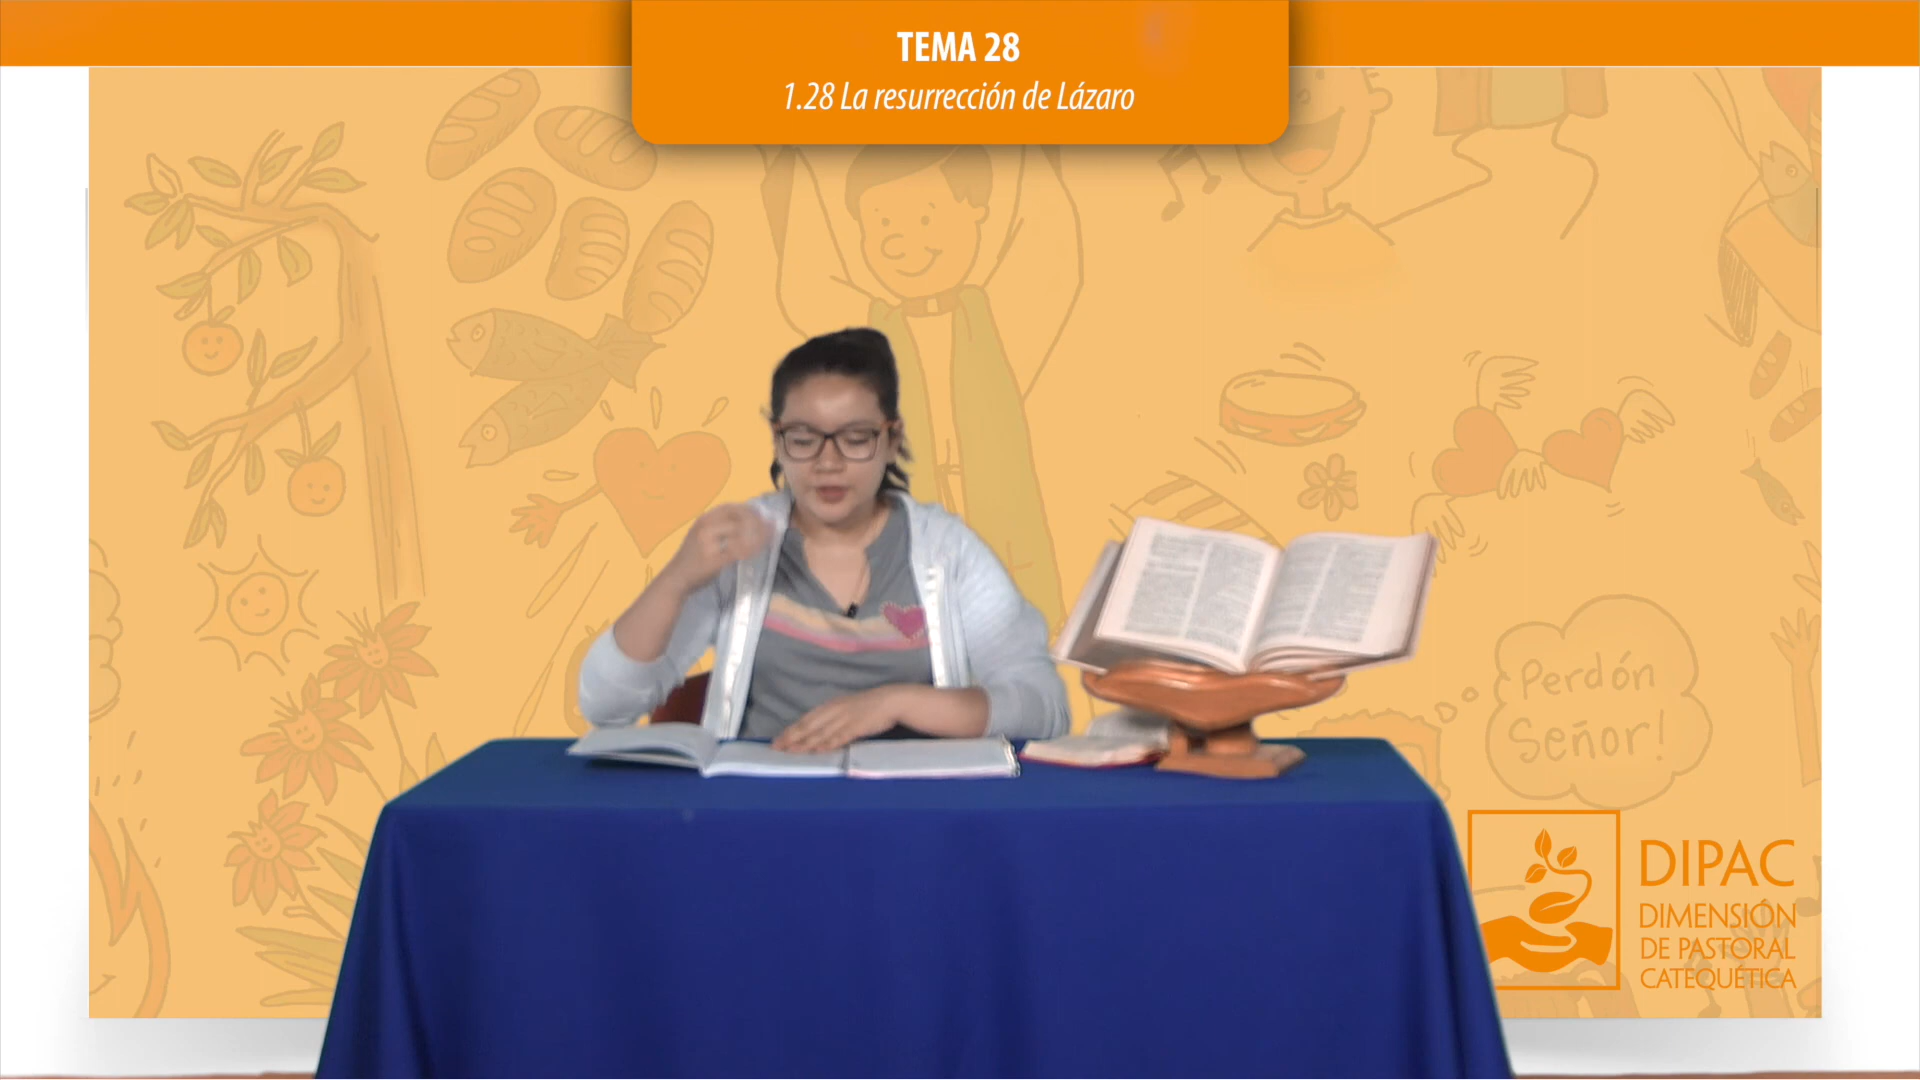 TEMA 28
1.28 La resurrección de Lázaro
Perdón
Señor!
DIPAC
DIMENSIÓN
DE PASTORAL
CATEQUÉTICA